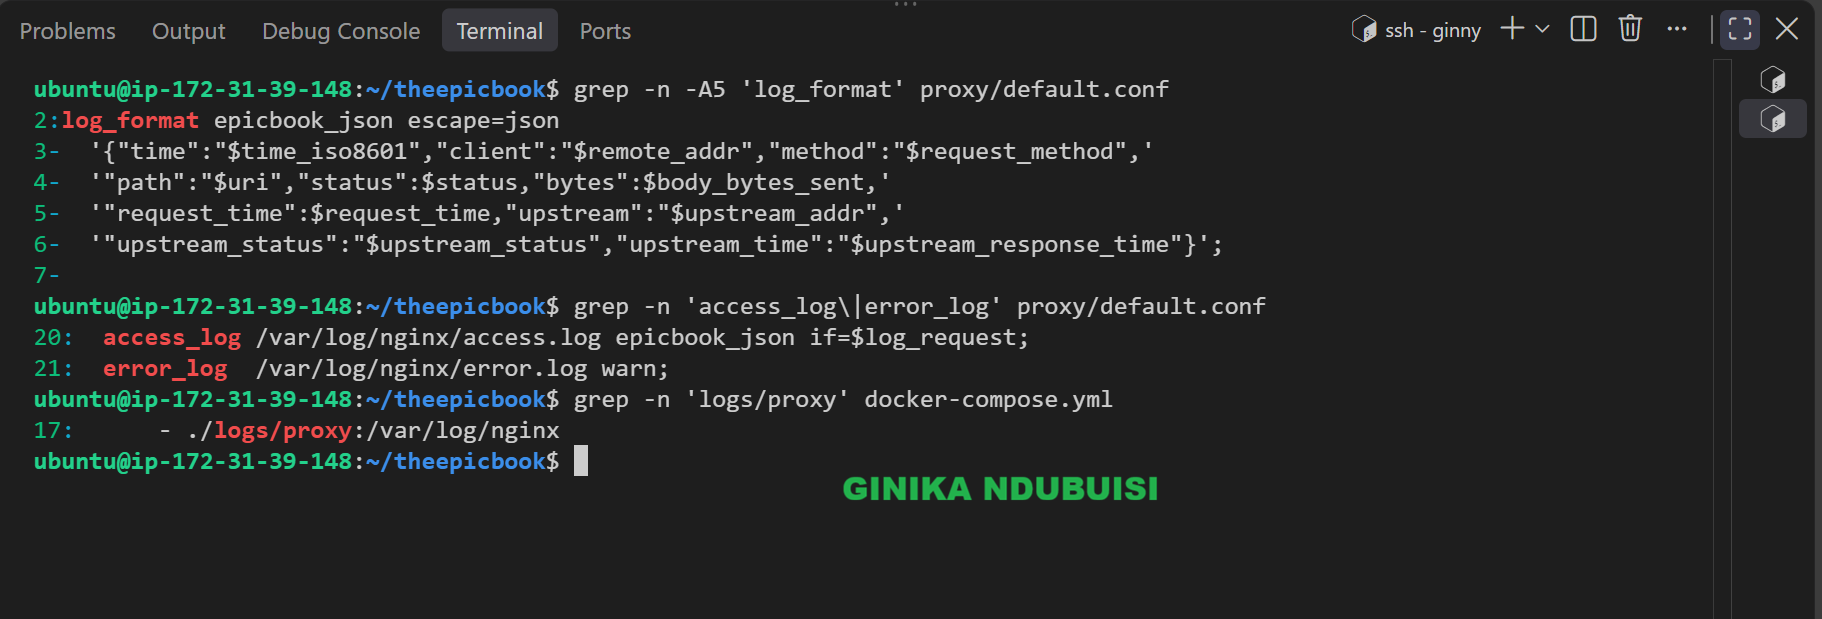 Problems Output Debug Console Terminal Ports ssh - ginny
ubuntu@ip-172-31-39-148:~/theepicbook$ grep -n -A5 'log_format' proxy/default.conf
2:log_format epicbook_json escape=json
3-  '{"time":"$time_iso8601","client":"$remote_addr","method":"$request_method",'
4-  '"path":"$uri","status":$status,"bytes":$body_bytes_sent,'
5-  '"request_time":$request_time,"upstream":"$upstream_addr",'
6-  '"upstream_status":"$upstream_status","upstream_time":"$upstream_response_time"}';
7-
ubuntu@ip-172-31-39-148:~/theepicbook$ grep -n 'access_log\|error_log' proxy/default.conf
20:  access_log /var/log/nginx/access.log epicbook_json if=$log_request;
21:  error_log  /var/log/nginx/error.log warn;
ubuntu@ip-172-31-39-148:~/theepicbook$ grep -n 'logs/proxy' docker-compose.yml
17:      - ./logs/proxy:/var/log/nginx
ubuntu@ip-172-31-39-148:~/theepicbook$
GINIKA NDUBUISI